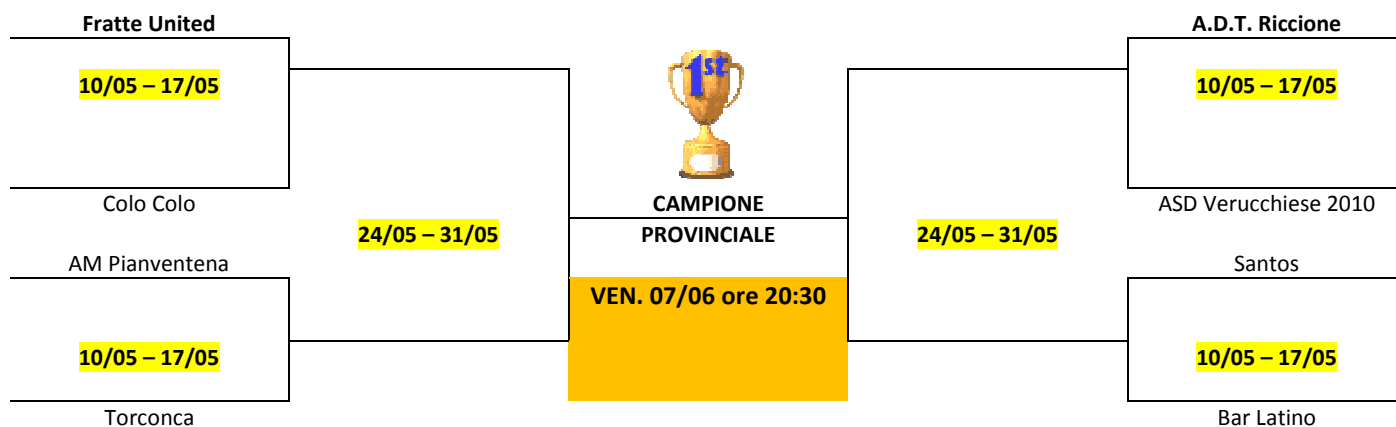 Fratte United
A.D.T. Riccione
10/05 – 17/05
1st
10/05 – 17/05
Colo Colo
CAMPIONE
ASD Verucchiese 2010
24/05 – 31/05
PROVINCIALE
24/05 – 31/05
AM Pianventena
Santos
VEN. 07/06 ore 20:30
10/05 – 17/05
10/05 – 17/05
Torconca
Bar Latino